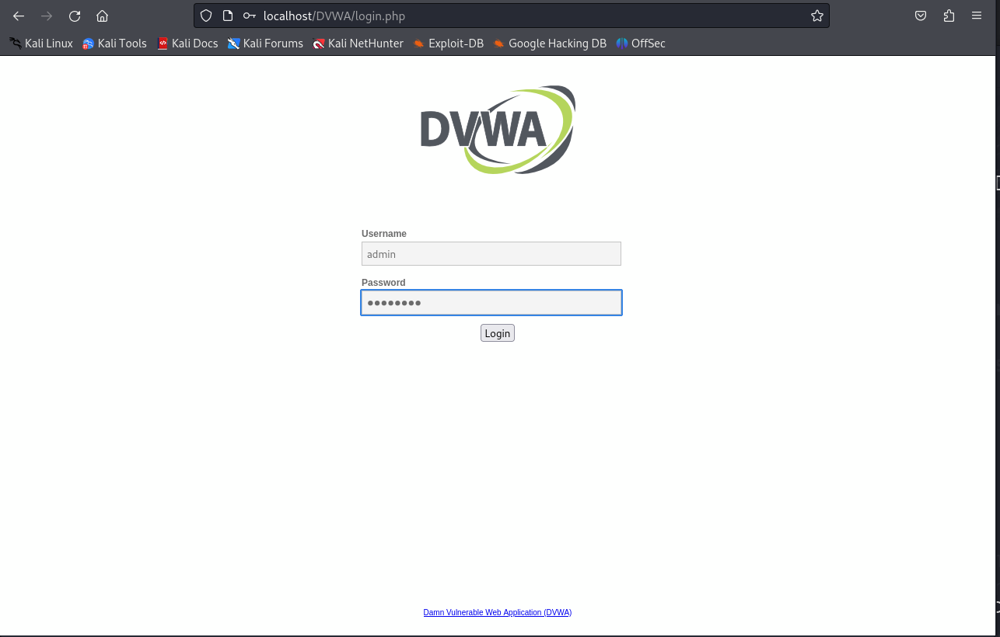 localhost/DVWA/login.php
Kali Linux Kali Tools Kali Docs Kali Forums Kali NetHunter Exploit-DB Google Hacking DB OffSec
DVWA
Username
admin
Password
••••••••
Login
Damn Vulnerable Web Application (DVWA)